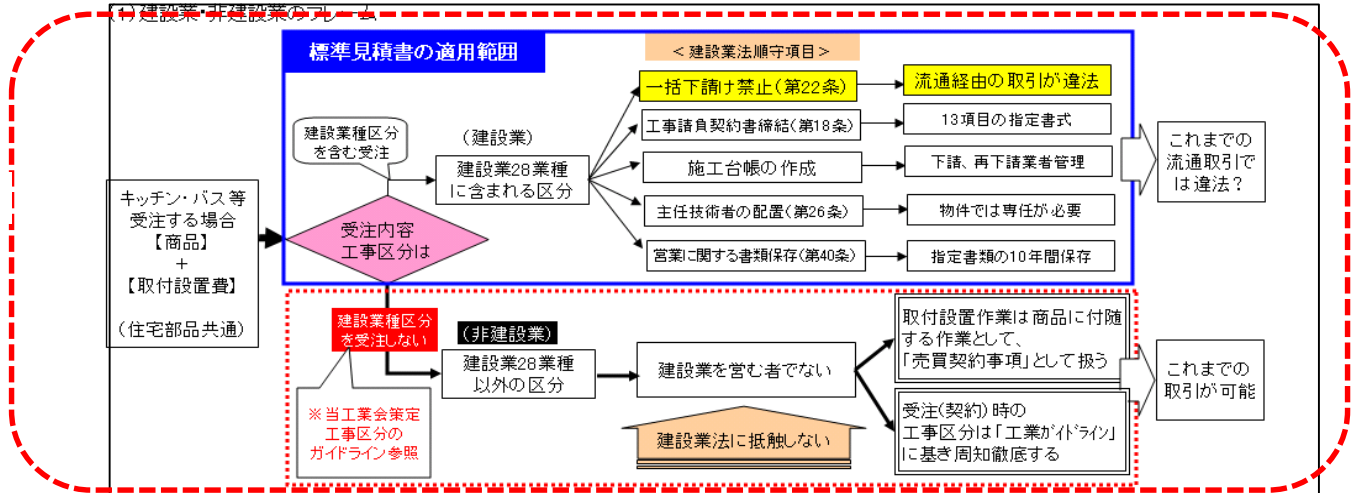 (1)建設業・非建設業のフレーム
標準見積書の適用範囲
＜建設業法順守項目＞
一括下請け禁止(第22条)
流通経由の取引が違法
建設業種区分
を含む受注
(建設業)
建設業28業種
に含まれる区分
工事請負契約書締結(第18条)
13項目の指定書式
施工台帳の作成
下請、再下請業者管理
主任技術者の配置(第26条)
物件では専任が必要
営業に関する書類保存(第40条)
指定書類の10年間保存
これまでの
流通取引で
は違法？
キッチン・バス等
受注する場合
【商品】
＋
【取付設置費】
(住宅部品共通)
受注内容
工事区分は
建設業種区分
を受注しない
(非建設業)
建設業28業種
以外の区分
建設業を営む者でない
取付設置作業は商品に付随
する作業として、
「売買契約事項」として扱う
受注(契約)時の
工事区分は「工業ｶﾞｲﾄﾞﾗｲﾝ」
に基き周知徹底する
これまでの
取引が可能
※当工業会策定
工事区分の
ガイドライン参照
建設業法に抵触しない